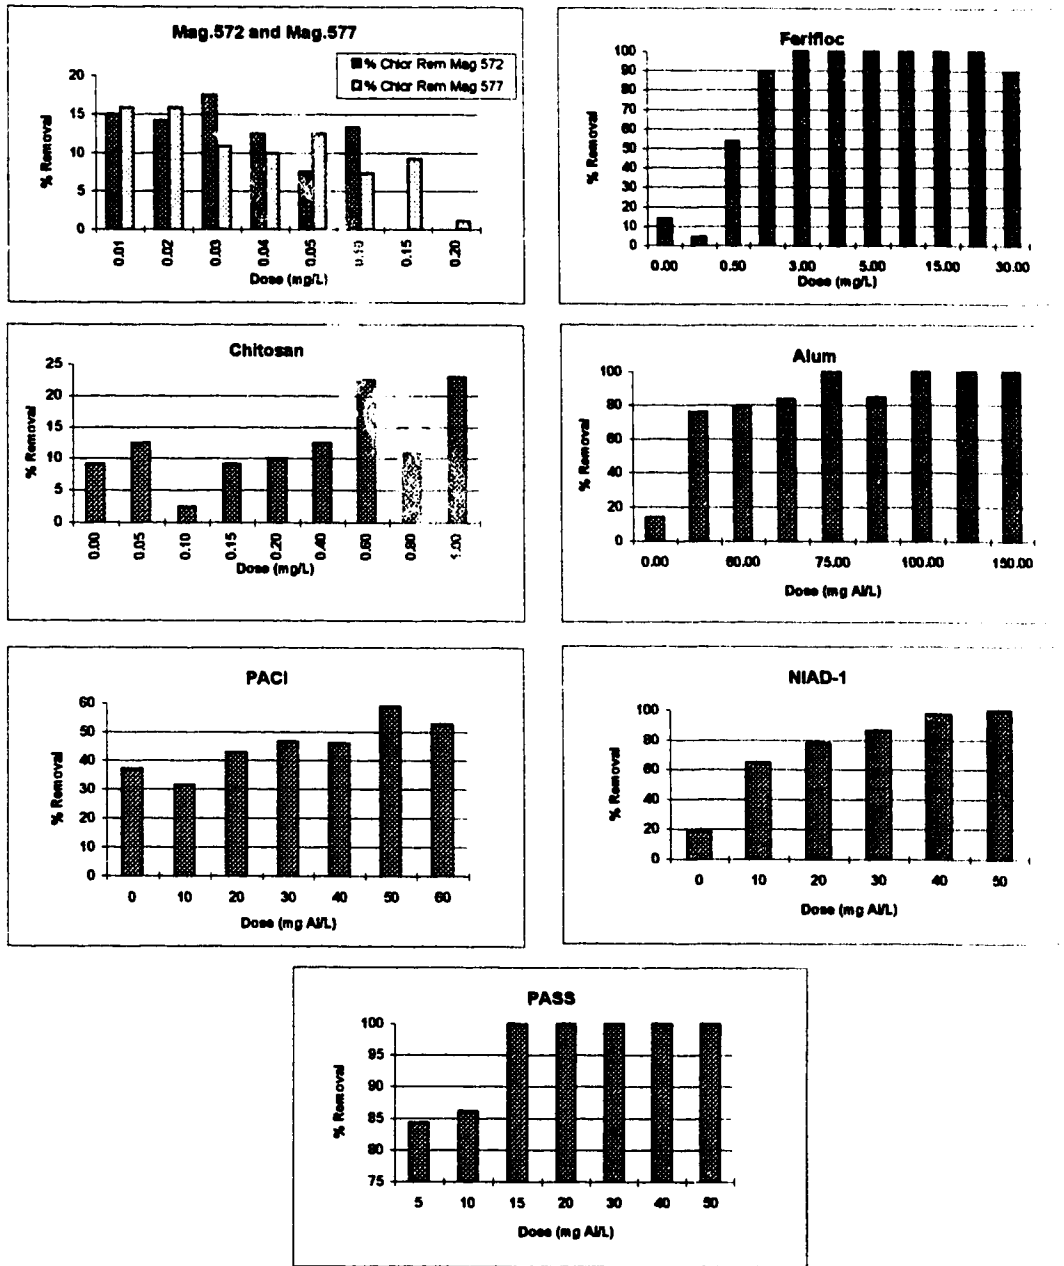 Mag.572 and Mag.577
% Chlor Rem Mag 572
% Chlor Rem Mag 577
% Removal
20
15
10
5
0
0.01 0.02 0.03 0.04 0.05 0.10 0.15 0.20
Dose (mg/L)
Ferifloc
% Removal
100
90
80
70
60
50
40
30
20
10
0
0.00 0.50 3.00 5.00 15.00 30.00
Dose (mg/L)
Chitosan
% Removal
25
20
15
10
5
0
0.00 0.05 0.10 0.15 0.20 0.40 0.60 0.80 1.00
Dose (mg/L)
Alum
% Removal
100
80
60
40
20
0
0.00 60.00 75.00 100.00 150.00
Dose (mg Al/L)
PACl
% Removal
60
50
40
30
20
10
0
0 10 20 30 40 50 60
Dose (mg Al/L)
NIAD-1
% Removal
100
80
60
40
20
0
0 10 20 30 40 50
Dose (mg Al/L)
PASS
% Removal
100
95
90
85
80
75
5 10 15 20 30 40 50
Dose (mg Al/L)